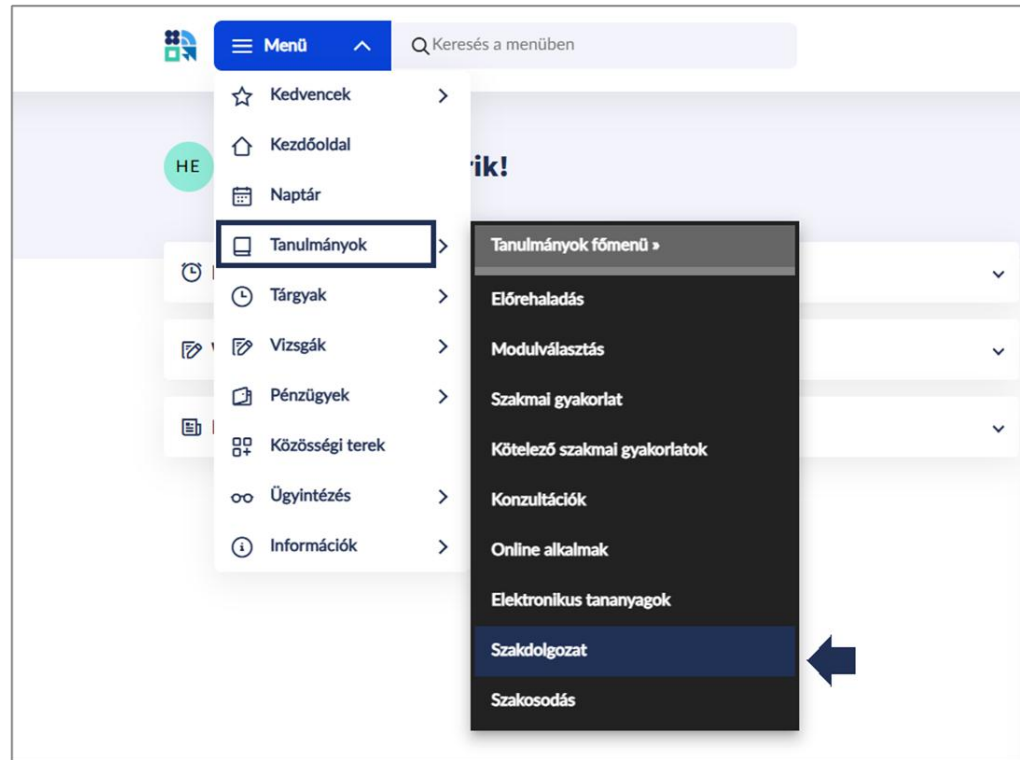 Menü
Keresés a menüben
Kedvencek
Kezdőoldal
HE
rik!
Naptár
Tanulmányok
Tárgyak
Vizsgák
Pénzügyek
Közösségi terek
Ügyintézés
Információk
Tanulmányok főmenü »
Előrehaladás
Modulválasztás
Szakmai gyakorlat
Kötelező szakmai gyakorlatok
Konzultációk
Online alkalmak
Elektronikus tananyagok
Szakdolgozat
Szakosodás